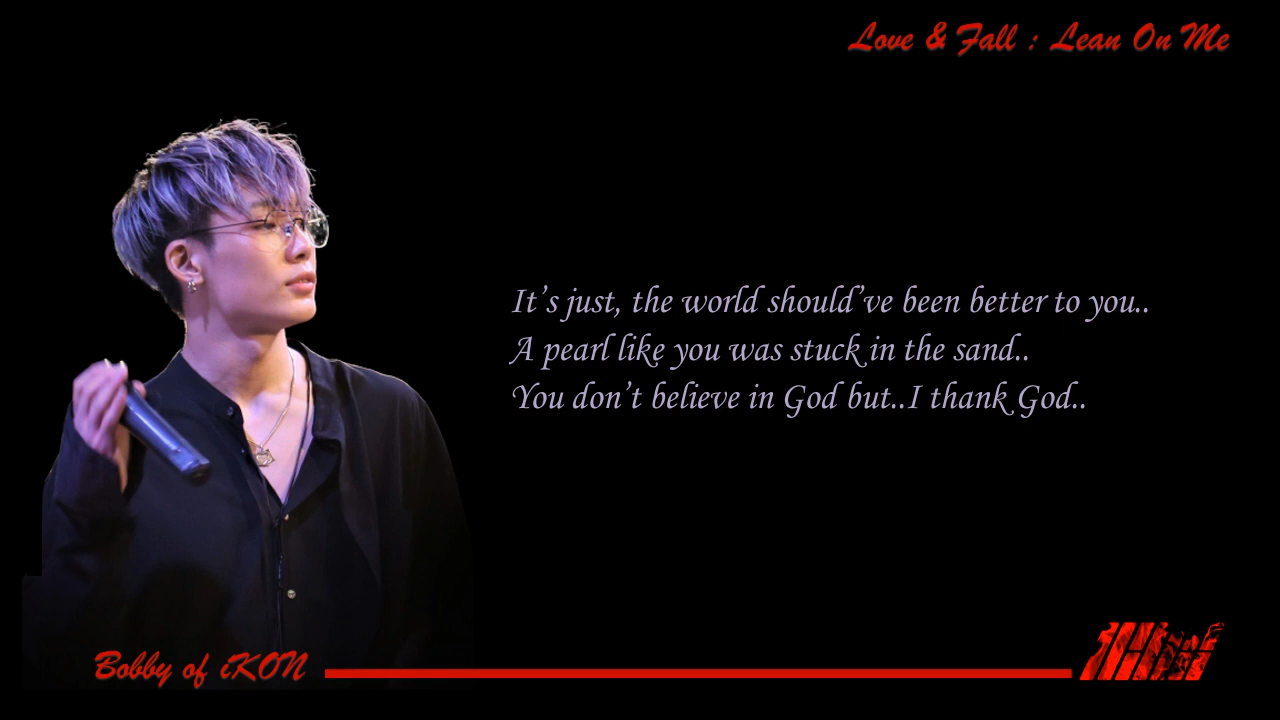 Love & Fall : Lean On Me
It's just, the world should've been better to you..
A pearl like you was stuck in the sand..
You don't believe in God but..I thank God..
Bobby of iKON